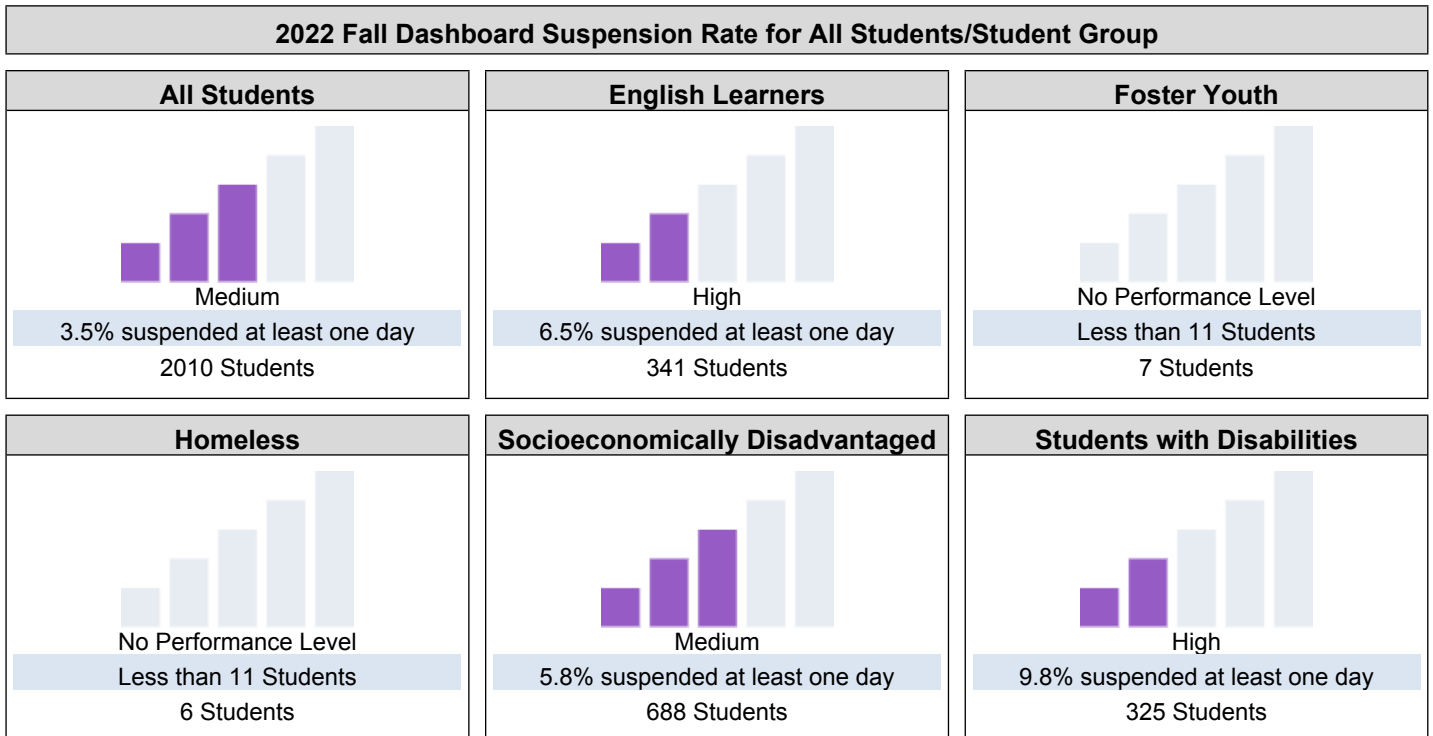 2022 Fall Dashboard Suspension Rate for All Students/Student Group
All Students
Medium
3.5% suspended at least one day
2010 Students
English Learners
High
6.5% suspended at least one day
341 Students
Foster Youth
No Performance Level
Less than 11 Students
7 Students
Homeless
No Performance Level
Less than 11 Students
6 Students
Socioeconomically Disadvantaged
Medium
5.8% suspended at least one day
688 Students
Students with Disabilities
High
9.8% suspended at least one day
325 Students